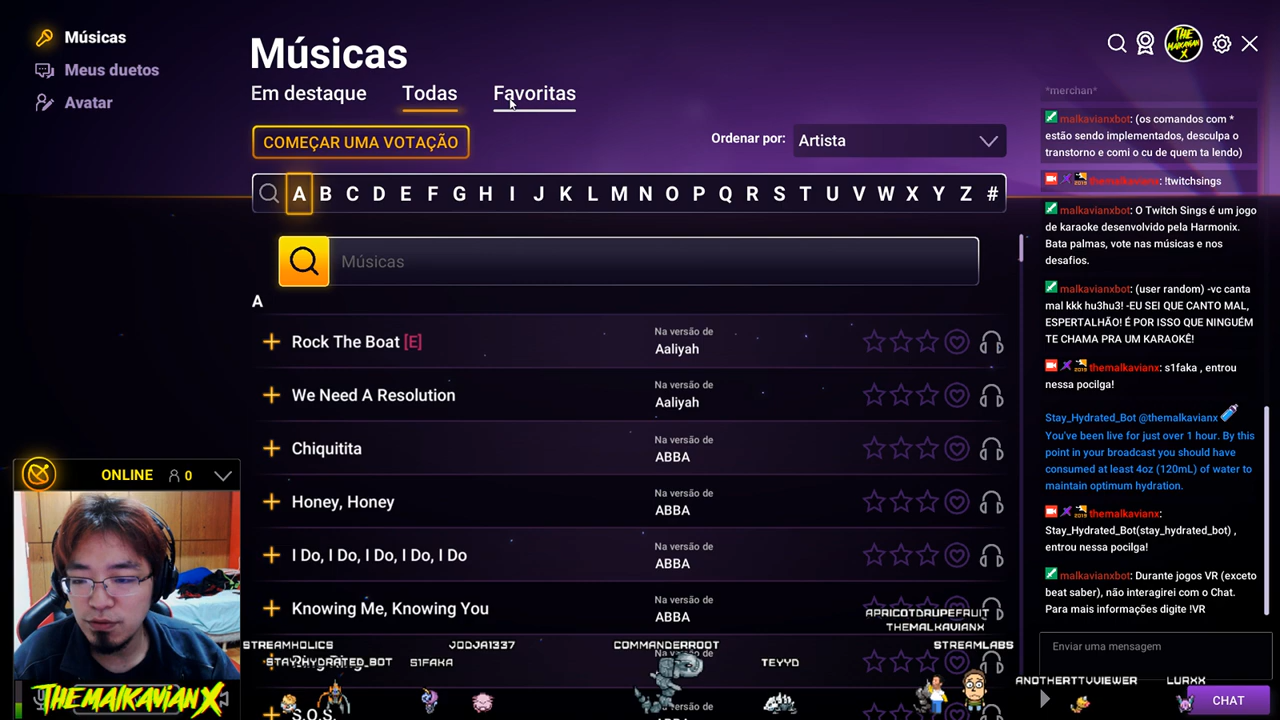 Músicas
Meus duetos
Avatar
Músicas
Em destaque
Todas
Favoritas
COMEÇAR UMA VOTAÇÃO
Ordenar por:
Artista
A B C D E F G H I J K L M N O P Q R S T U V W X Y Z #
Músicas
A
Rock The Boat [E]
Na versão de
Aaliyah
We Need A Resolution
Na versão de
Aaliyah
Chiquitita
Na versão de
ABBA
Honey, Honey
Na versão de
ABBA
I Do, I Do, I Do, I Do, I Do
Na versão de
ABBA
Knowing Me, Knowing You
Na versão de
ABBA
Na versão de
S.O.S.
ABBA
THE
MALKAVIAN
X
*merchan*
malkavianxbot: (os comandos com *
estão sendo implementados, desculpa o
transtorno e comi o cu de quem ta lendo)
themalkavianx: !twitchsings
malkavianxbot: O Twitch Sings é um jogo
de karaoke desenvolvido pela Harmonix.
Bata palmas, vote nas músicas e nos
desafios.
malkavianxbot: (user random) -vc canta
mal kkk hu3hu3! -EU SEI QUE CANTO MAL,
ESPERTALHÃO! É POR ISSO QUE NINGUÉM
TE CHAMA PRA UM KARAOKÊ!
themalkavianx: s1faka , entrou
nessa pocilga!
Stay_Hydrated_Bot @themalkavianx
You've been live for just over 1 hour. By this
point in your broadcast you should have
consumed at least 4oz (120mL) of water to
maintain optimum hydration.
themalkavianx:
Stay_Hydrated_Bot(stay_hydrated_bot) ,
entrou nessa pocilga!
malkavianxbot: Durante jogos VR (exceto
beat saber), não interagirei com o Chat.
Para mais informações digite !VR
Enviar uma mensagem
CHAT
ONLINE
0
THEMALKAVIANX
STREAMHOLICS
STAY_HYDRATED_BOT
S1FAKA
JODJA1337
COMMANDERROOT
TEYYD
APRICOTDRUPEFRUIT
THEMALKAVIANX
STREAMLABS
ANOTHERTTVVIEWER
LURXX